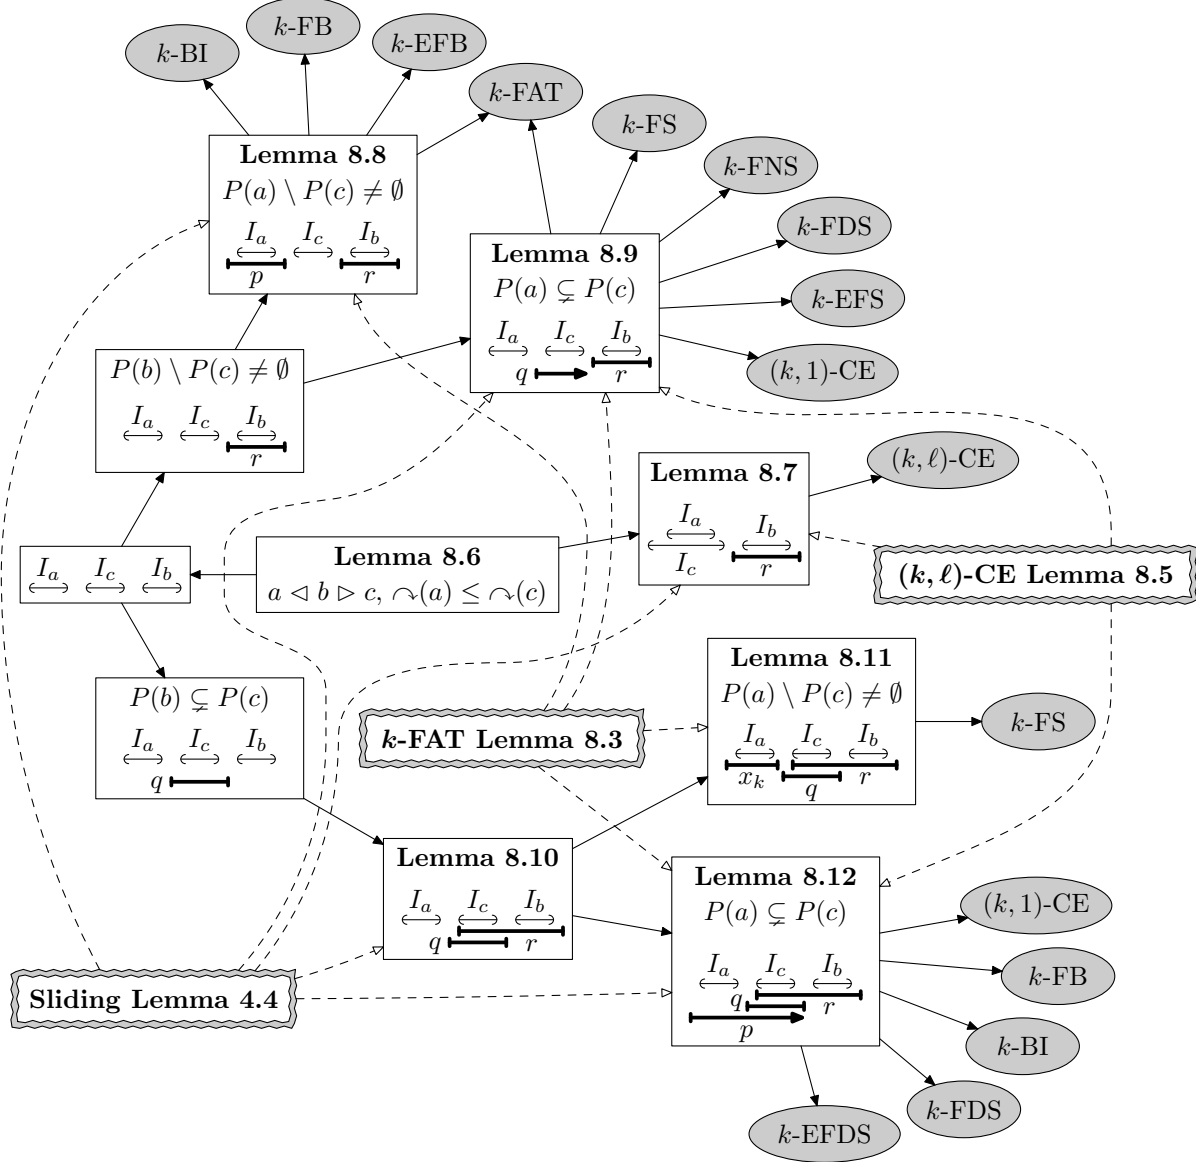 k-BI
k-FB
k-EFB
k-FAT
k-FS
k-FNS
k-FDS
k-EFS
(k, 1)-CE
Lemma 8.8
P(a) \ P(c) ≠ ∅
I_a I_c I_b
p r
Lemma 8.9
P(a) ⊊ P(c)
I_a I_c I_b
q r
P(b) \ P(c) ≠ ∅
I_a I_c I_b
r
Lemma 8.7
I_a I_b
I_c r
(k, ℓ)-CE
I_a I_c I_b
Lemma 8.6
a ◁ b ▷ c, ↷(a) ≤ ↷(c)
(k, ℓ)-CE Lemma 8.5
P(b) ⊊ P(c)
I_a I_c I_b
q
k-FAT Lemma 8.3
Lemma 8.11
P(a) \ P(c) ≠ ∅
I_a I_c I_b
x_k q r
k-FS
Lemma 8.10
I_a I_c I_b
q r
Lemma 8.12
P(a) ⊊ P(c)
I_a I_c I_b
q r
p
(k, 1)-CE
k-FB
k-BI
k-FDS
k-EFDS
Sliding Lemma 4.4